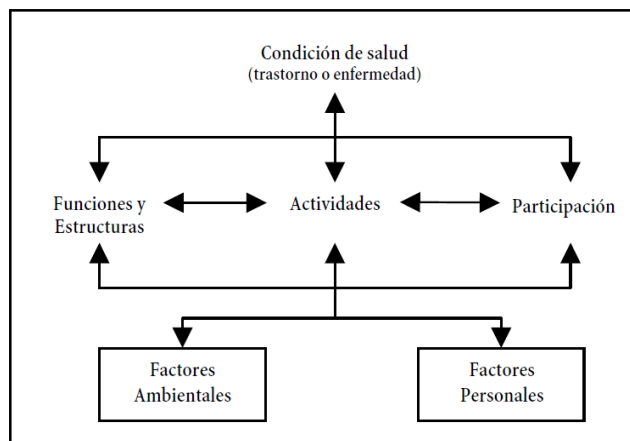 Condición de salud
(trastorno o enfermedad)
Funciones y
Estructuras
Actividades
Participación
Factores
Ambientales
Factores
Personales